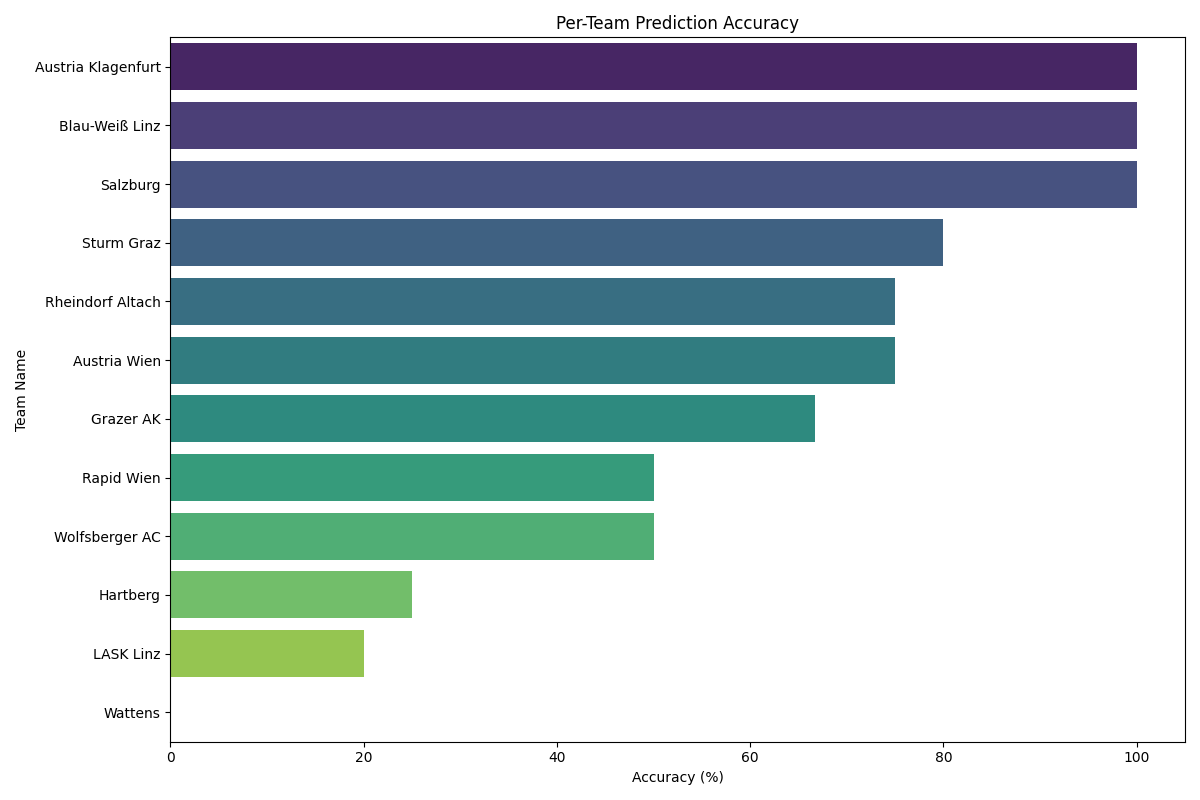 Per-Team Prediction Accuracy
Team Name
Austria Klagenfurt
Blau-Weiß Linz
Salzburg
Sturm Graz
Rheindorf Altach
Austria Wien
Grazer AK
Rapid Wien
Wolfsberger AC
Hartberg
LASK Linz
Wattens
0 20 40 60 80 100
Accuracy (%)